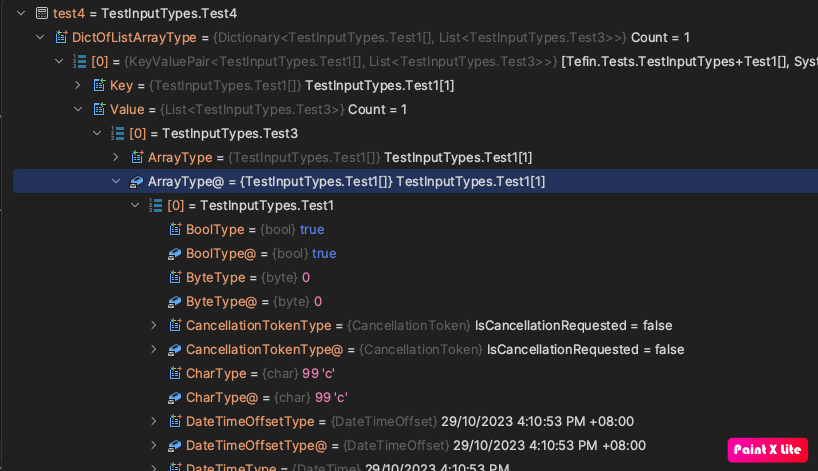 test4 = TestInputTypes.Test4
DictOfListArrayType = {Dictionary<TestInputTypes.Test1[], List<TestInputTypes.Test3>>} Count = 1
[0] = {KeyValuePair<TestInputTypes.Test1[], List<TestInputTypes.Test3>>} [Tefin.Tests.TestInputTypes+Test1[], Syst
Key = {TestInputTypes.Test1[]} TestInputTypes.Test1[1]
Value = {List<TestInputTypes.Test3>} Count = 1
[0] = TestInputTypes.Test3
ArrayType = {TestInputTypes.Test1[]} TestInputTypes.Test1[1]
ArrayType@ = {TestInputTypes.Test1[]} TestInputTypes.Test1[1]
[0] = TestInputTypes.Test1
BoolType = {bool} true
BoolType@ = {bool} true
ByteType = {byte} 0
ByteType@ = {byte} 0
CancellationTokenType = {CancellationToken} IsCancellationRequested = false
CancellationTokenType@ = {CancellationToken} IsCancellationRequested = false
CharType = {char} 99 'c'
CharType@ = {char} 99 'c'
DateTimeOffsetType = {DateTimeOffset} 29/10/2023 4:10:53 PM +08:00
DateTimeOffsetType@ = {DateTimeOffset} 29/10/2023 4:10:53 PM +08:00
DateTimeType = {DateTime} 29/10/2023 4:10:53 PM
Paint X Lite